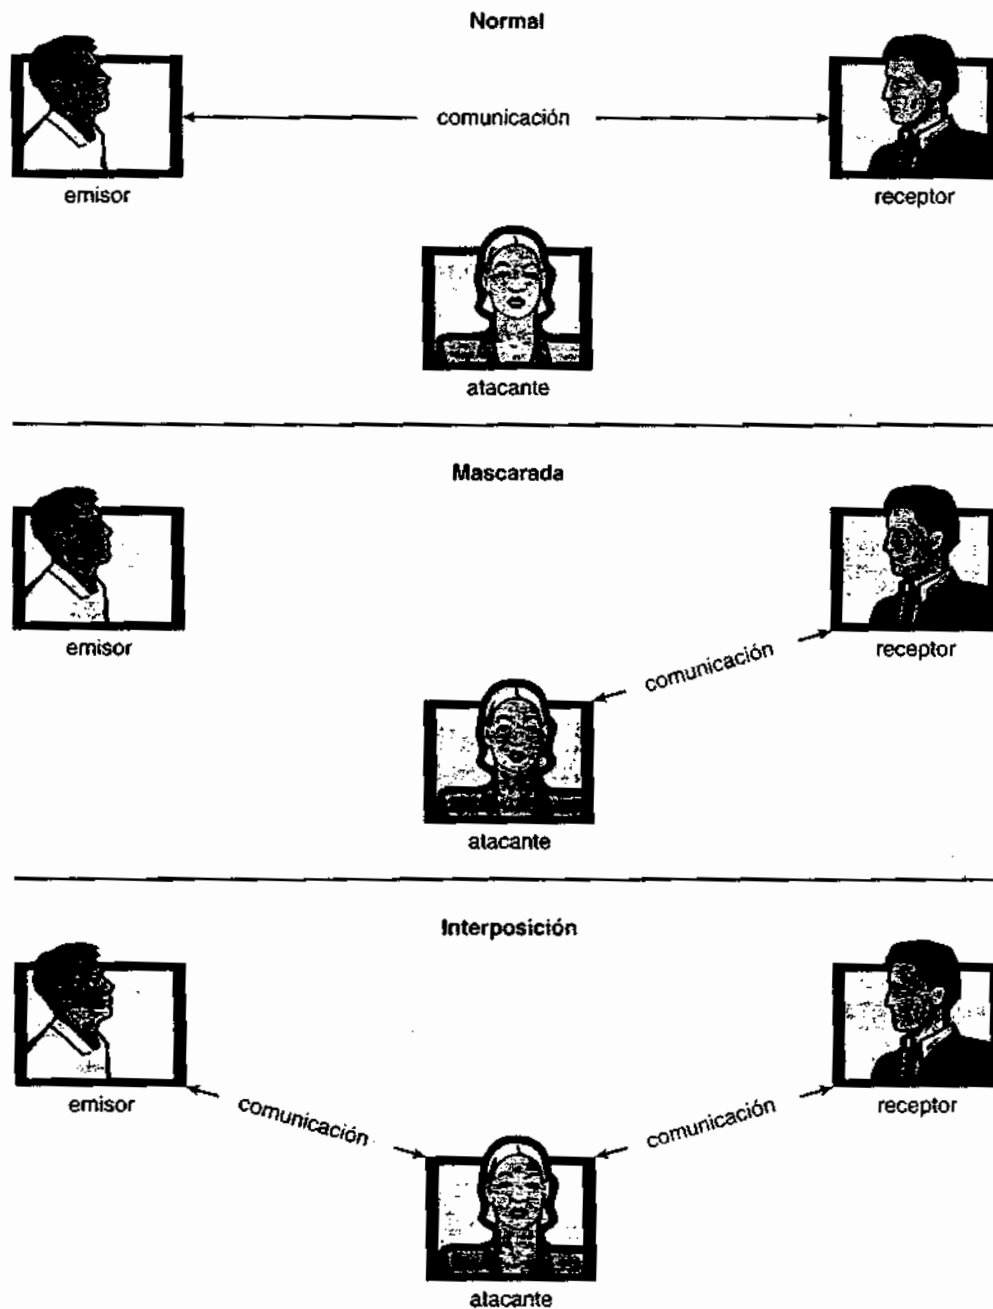 Normal
comunicación
emisor
receptor
atacante
Mascarada
emisor
receptor
comunicación
atacante
Interposición
emisor
receptor
comunicación
comunicación
atacante